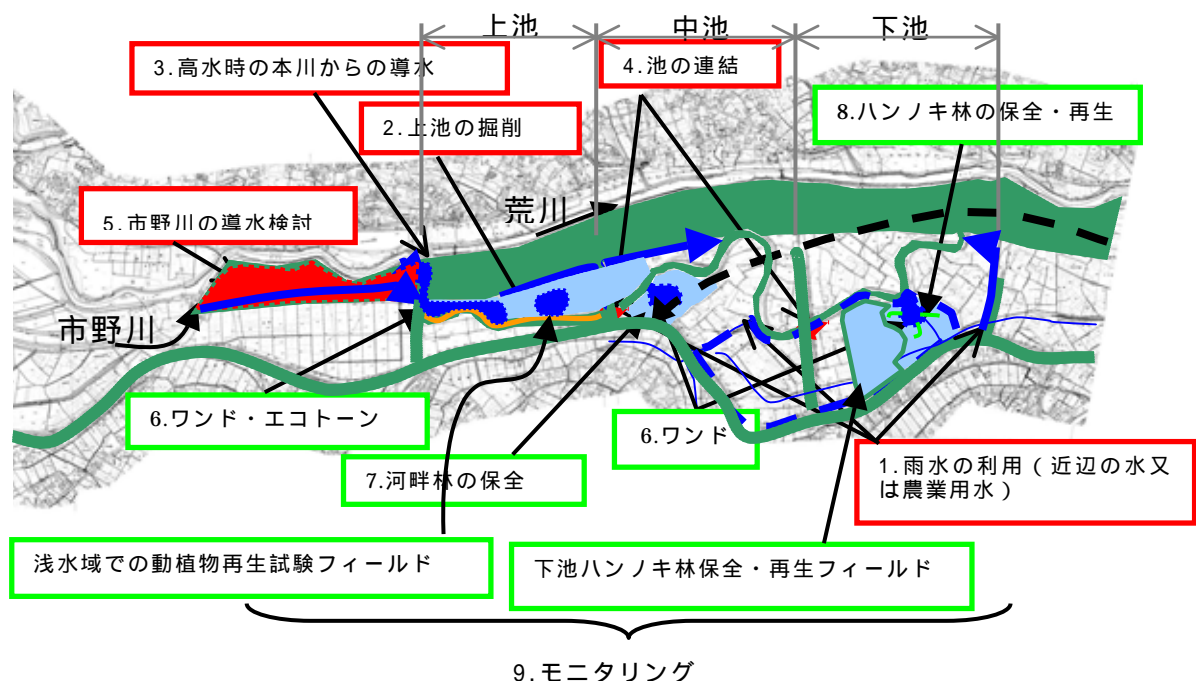 上池
中池
下池
3.高水時の本川からの導水
4.池の連結
8.ハンノキ林の保全・再生
2.上池の掘削
荒川
5.市野川の導水検討
市野川
6.ワンド・エコトーン
6.ワンド
7.河畔林の保全
1.雨水の利用（近辺の水又
は農業用水）
浅水域での動植物再生試験フィールド
下池ハンノキ林保全・再生フィールド
9.モニタリング